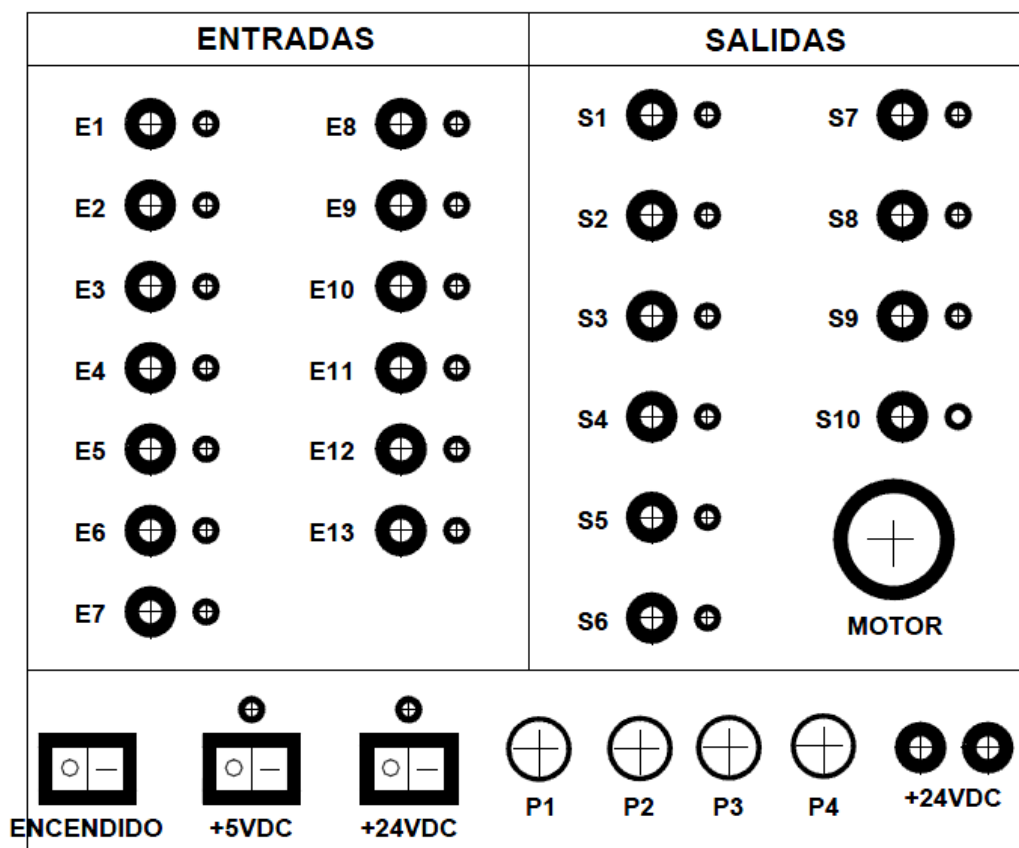 ENTRADAS SALIDAS
E1 E8 S1 S7
E2 E9 S2 S8
E3 E10 S3 S9
E4 E11 S4 S10
E5 E12 S5
E6 E13
E7 S6 MOTOR
ENCENDIDO +5VDC +24VDC P1 P2 P3 P4 +24VDC